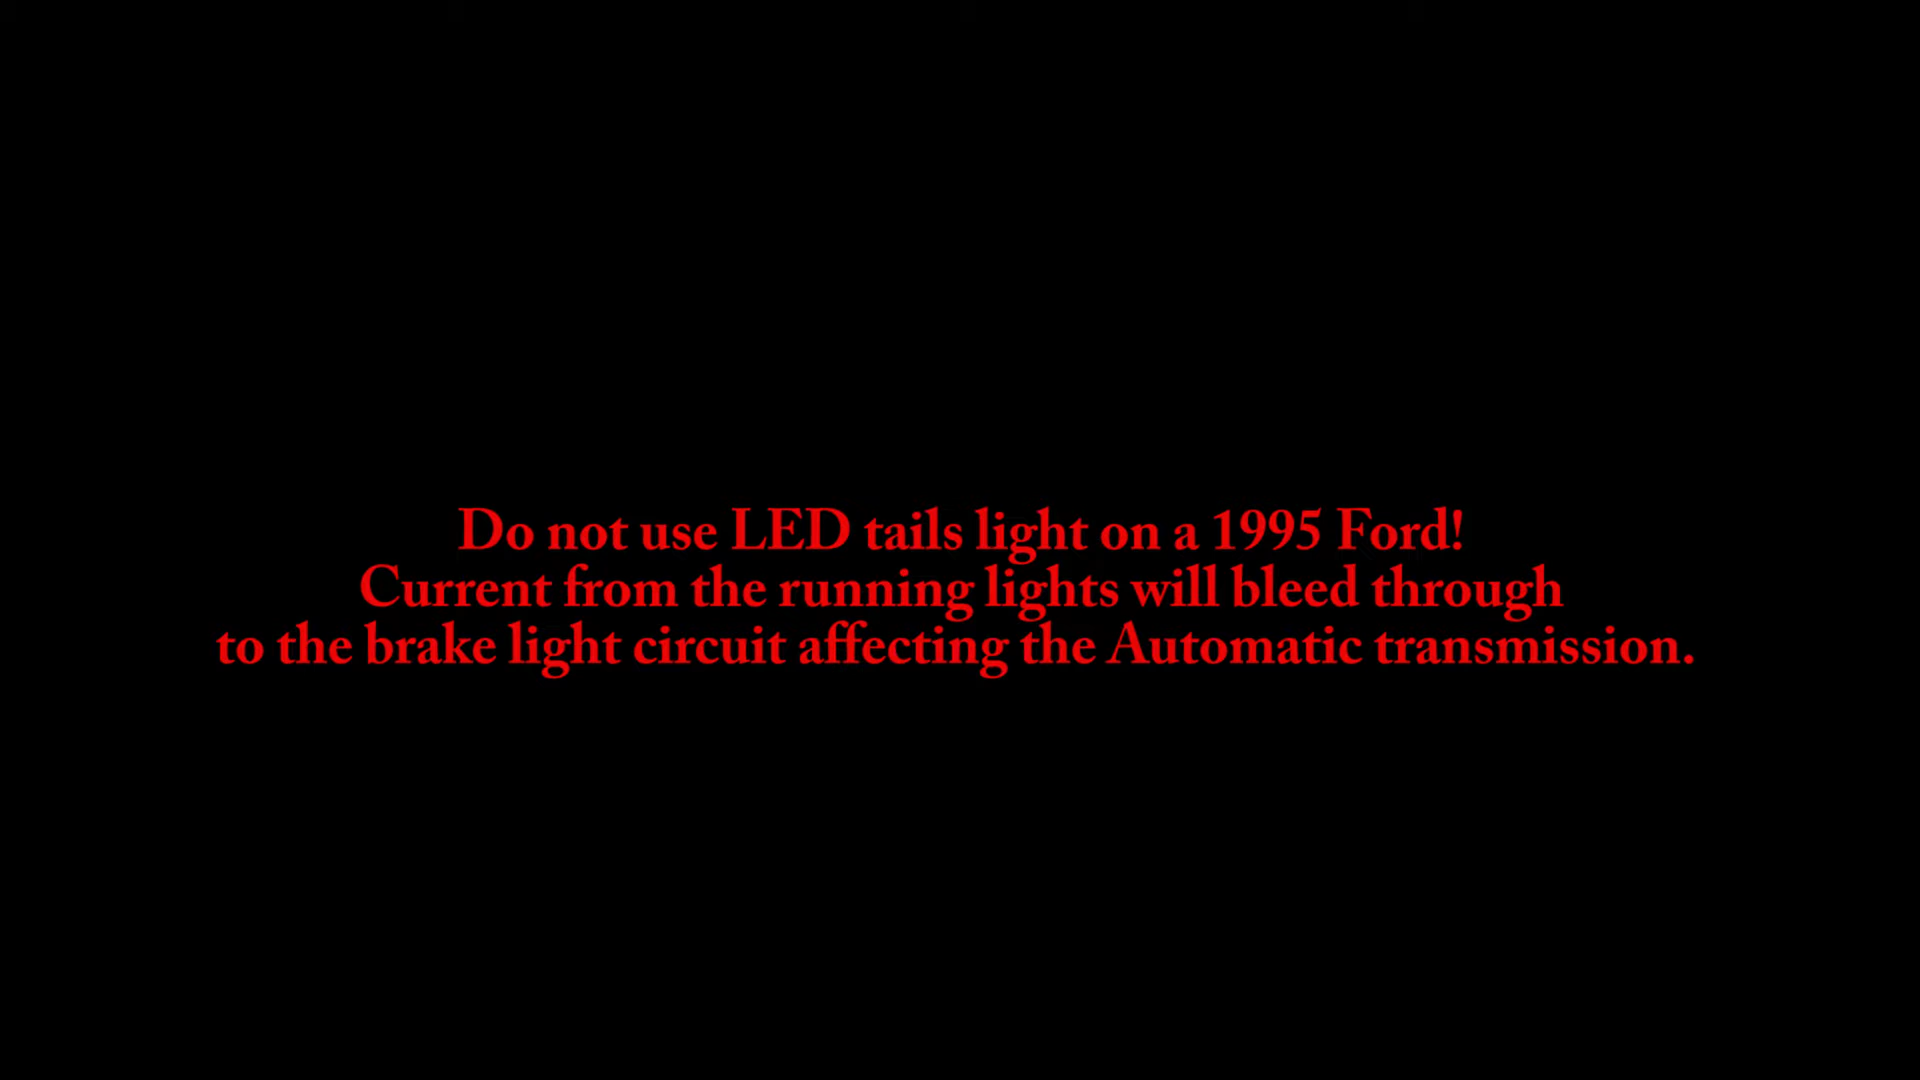 Do not use LED tails light on a 1995 Ford!
Current from the running lights will bleed through
to the brake light circuit affecting the Automatic transmission.